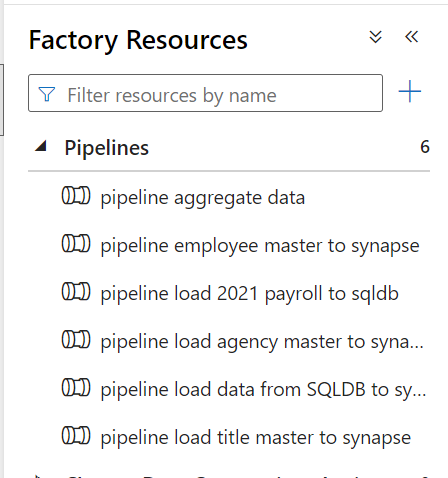 Factory Resources
Filter resources by name
Pipelines 6
pipeline aggregate data
pipeline employee master to synapse
pipeline load 2021 payroll to sqldb
pipeline load agency master to syna...
pipeline load data from SQLDB to sy...
pipeline load title master to synapse